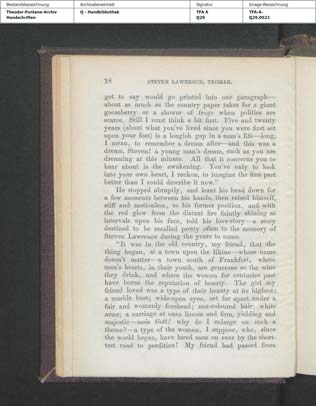 Bestandsbezeichnung
Archivaleneinheit
Signatur
Image-Bezeichnung
Theodor-Fontane-Archiv
Handschriften
Q - Handbibliothek
TFA A
Q29
TFA-A-
Q29,0022
18 STEVEN LAWRENCE, YEOMAN.
got to say would go printed into one paragraph—
about as much as the country paper takes for a giant
gooseberry or a shower of frogs when politics are
scarce. Still I must think a bit first. Five and twenty
years (about what you've lived since you were first set
upon your feet) is a longish gap in a man's life—long,
I mean, to remember a dream after—and this was a
dream, Steven! a young man's dream, such as you are
dreaming at this minute. All that it concerns you to
hear about is the awakening. You've only to look
into your own heart, I reckon, to imagine the first part
better than I could describe it now."
He stopped abruptly, and leant his head down for
a few moments between his hands, then raised himself,
stiff and motionless, to his former position, and with
the red glow from the distant fire faintly shining at
intervals upon his face, told his love-story—a story
destined to be recalled pretty often to the memory of
Steven Lawrence during the years to come.
"It was in the old country, my friend, that the
thing began, at a town upon the Rhine—whose name
doesn't matter—a town south of Frankfort, where
men's hearts, in their youth, are generous as the wine
they drink, and where the women for centuries past
have borne the reputation of beauty. The girl my
friend loved was a type of their beauty at its highest;
a marble bust; wide-open eyes, set far apart under a
fair and womanly forehead; sun-coloured hair; white
arms; a carriage at once lissom and firm, yielding and
majestic—mein Gott! why do I enlarge on such a
theme?—a type of the women, I suppose, who, since
the world began, have lured men on ever by the short-
test road to perdition! My friend had passed from